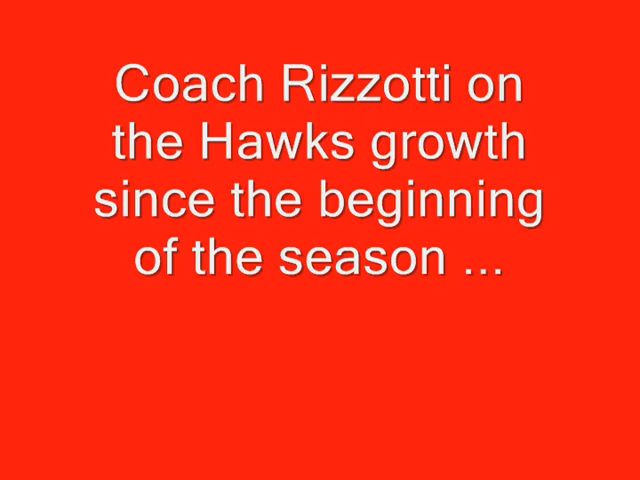 Coach Rizzotti on
the Hawks growth
since the beginning
of the season ...